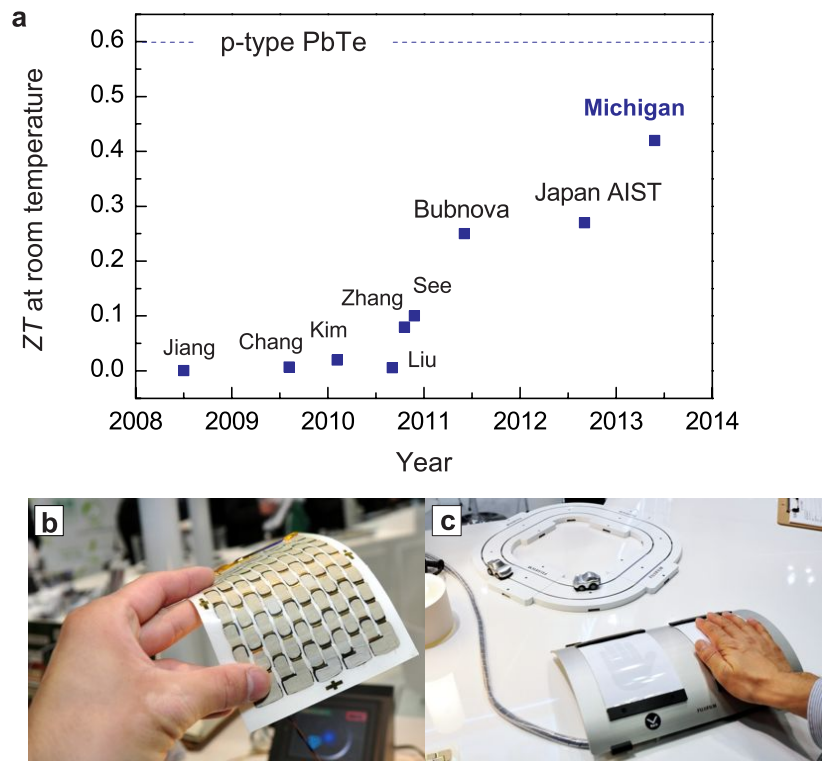 a
0.6
p-type PbTe
0.5
Michigan
0.4
Japan AIST
0.3
Bubnova
0.2
See
Zhang
0.1
Kim
Chang
Jiang
Liu
0.0
ZT at room temperature
2008 2009 2010 2011 2012 2013 2014
Year
b
c
FUJIFILM